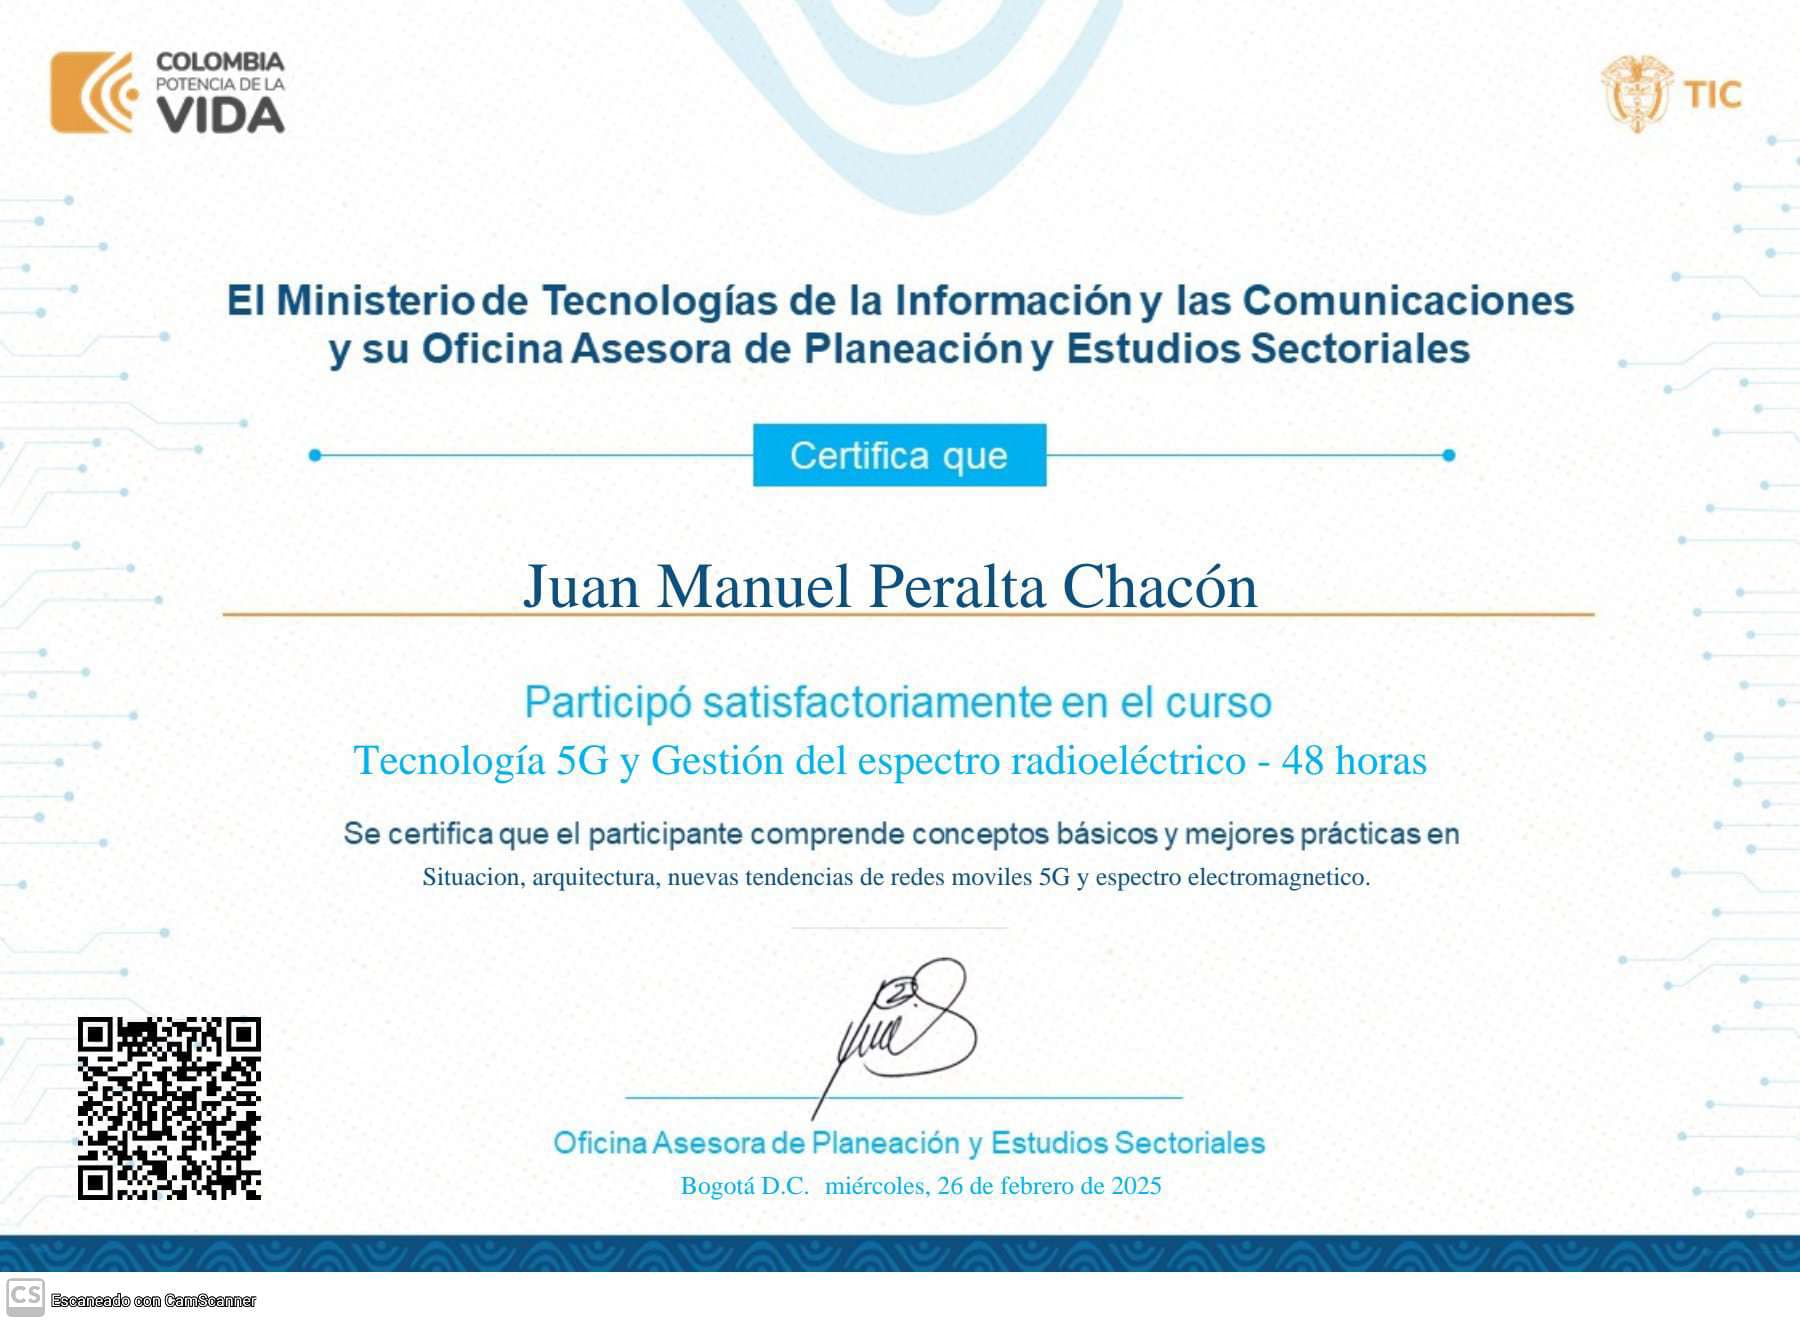 COLOMBIA
POTENCIA DE LA
VIDA
TIC
El Ministerio de Tecnologías de la Información y las Comunicaciones
y su Oficina Asesora de Planeación y Estudios Sectoriales
Certifica que
Juan Manuel Peralta Chacón
Participó satisfactoriamente en el curso
Tecnología 5G y Gestión del espectro radioeléctrico - 48 horas
Se certifica que el participante comprende conceptos básicos y mejores prácticas en
Situacion, arquitectura, nuevas tendencias de redes moviles 5G y espectro electromagnetico.
Oficina Asesora de Planeación y Estudios Sectoriales
Bogotá D.C. miércoles, 26 de febrero de 2025
CS Escaneado con CamScanner